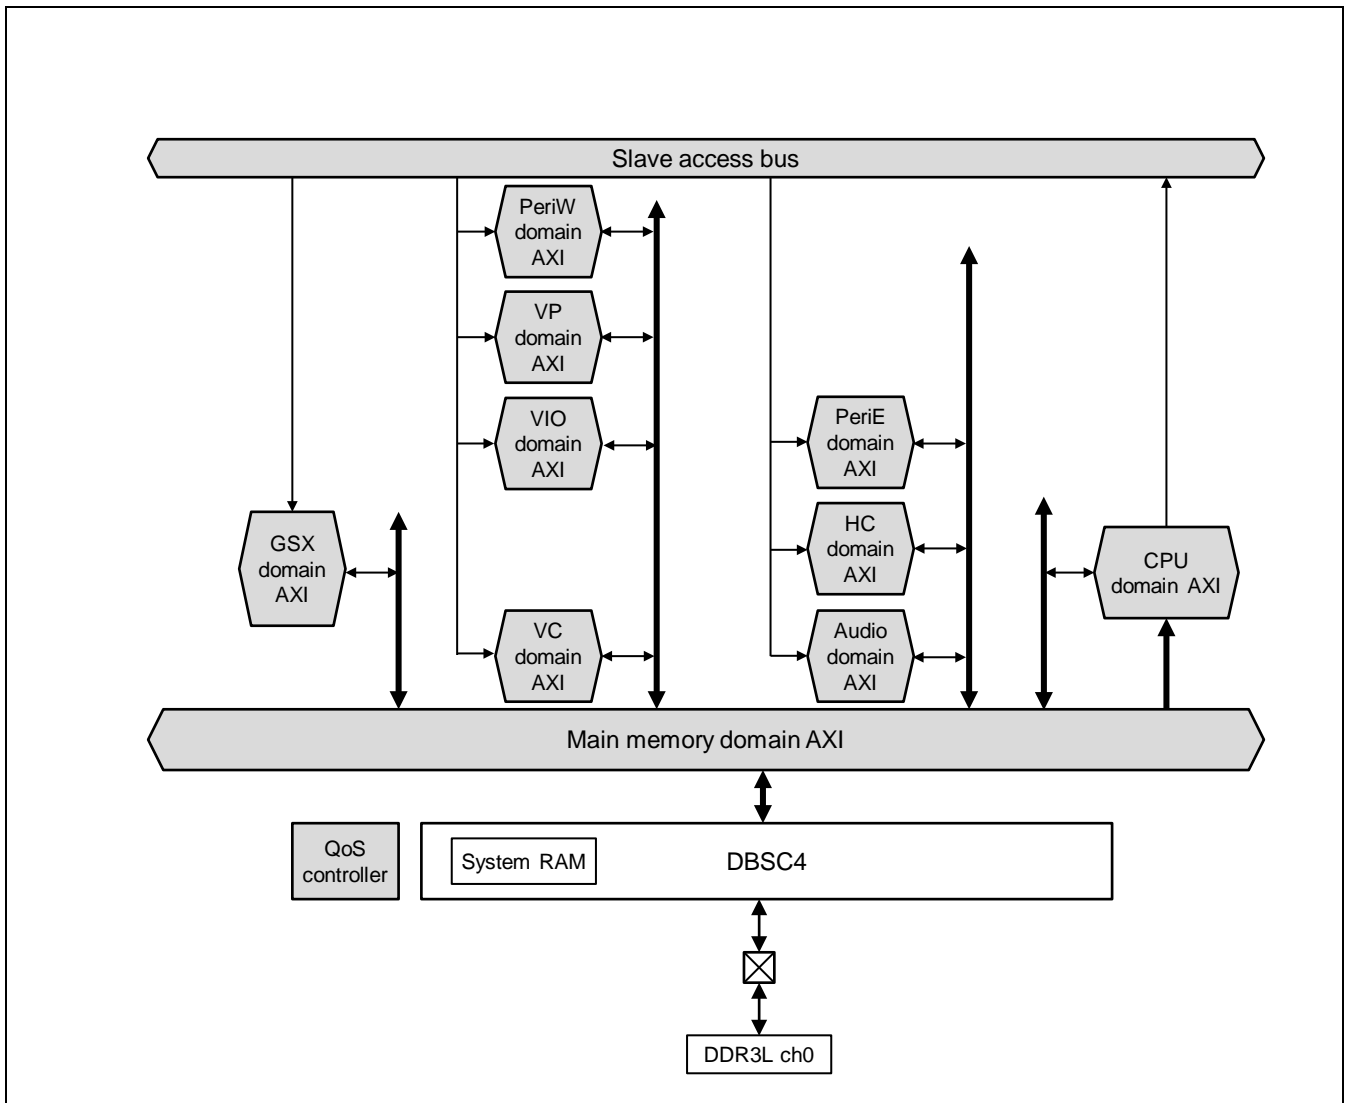 Slave access bus
PeriW
domain
AXI
VP
domain
AXI
VIO
domain
AXI
PeriE
domain
AXI
GSX
domain
AXI
HC
domain
AXI
CPU
domain AXI
VC
domain
AXI
Audio
domain
AXI
Main memory domain AXI
QoS
controller
System RAM
DBSC4
DDR3L ch0